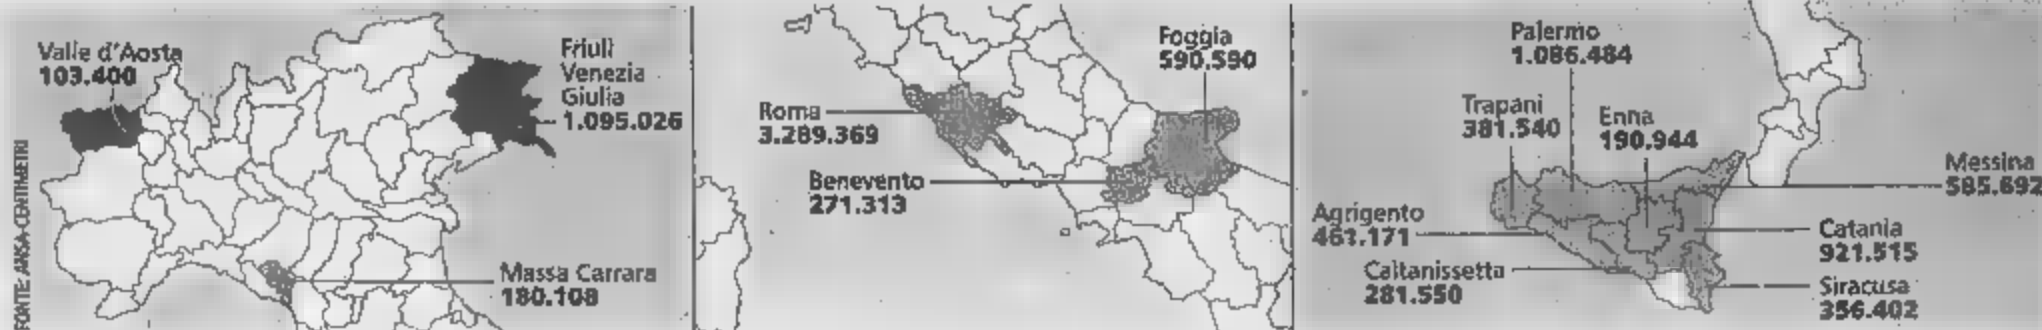 Valle d'Aosta
103.400
Friuli
Venezia
Giulia
1.095.026
Massa Carrara
180.108
FONTE: ANSA-CENTIMETRI
Roma
3.289.369
Benevento
271.313
Foggia
590.590
Palermo
1.086.484
Trapani
381.540
Enna
190.944
Messina
585.692
Agrigento
461.171
Caltanissetta
281.550
Catania
921.515
Siracusa
356.402